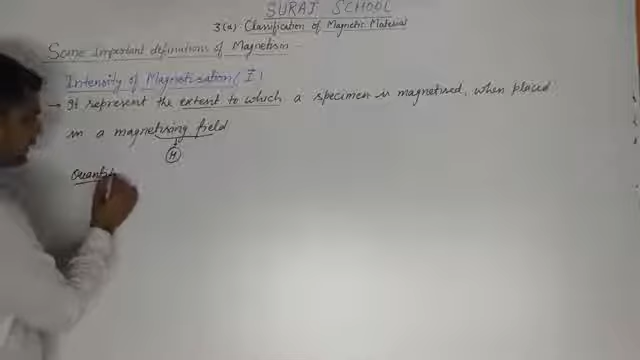 SURAJ SCHOOL
3(a) Classification of Magnetic Material
Some important definitions of Magnetism
Intensity of Magnetisation (I)
→ It represent the extent to which a specimen is magnetised, when placed
in a magnetising field
H
Quantit